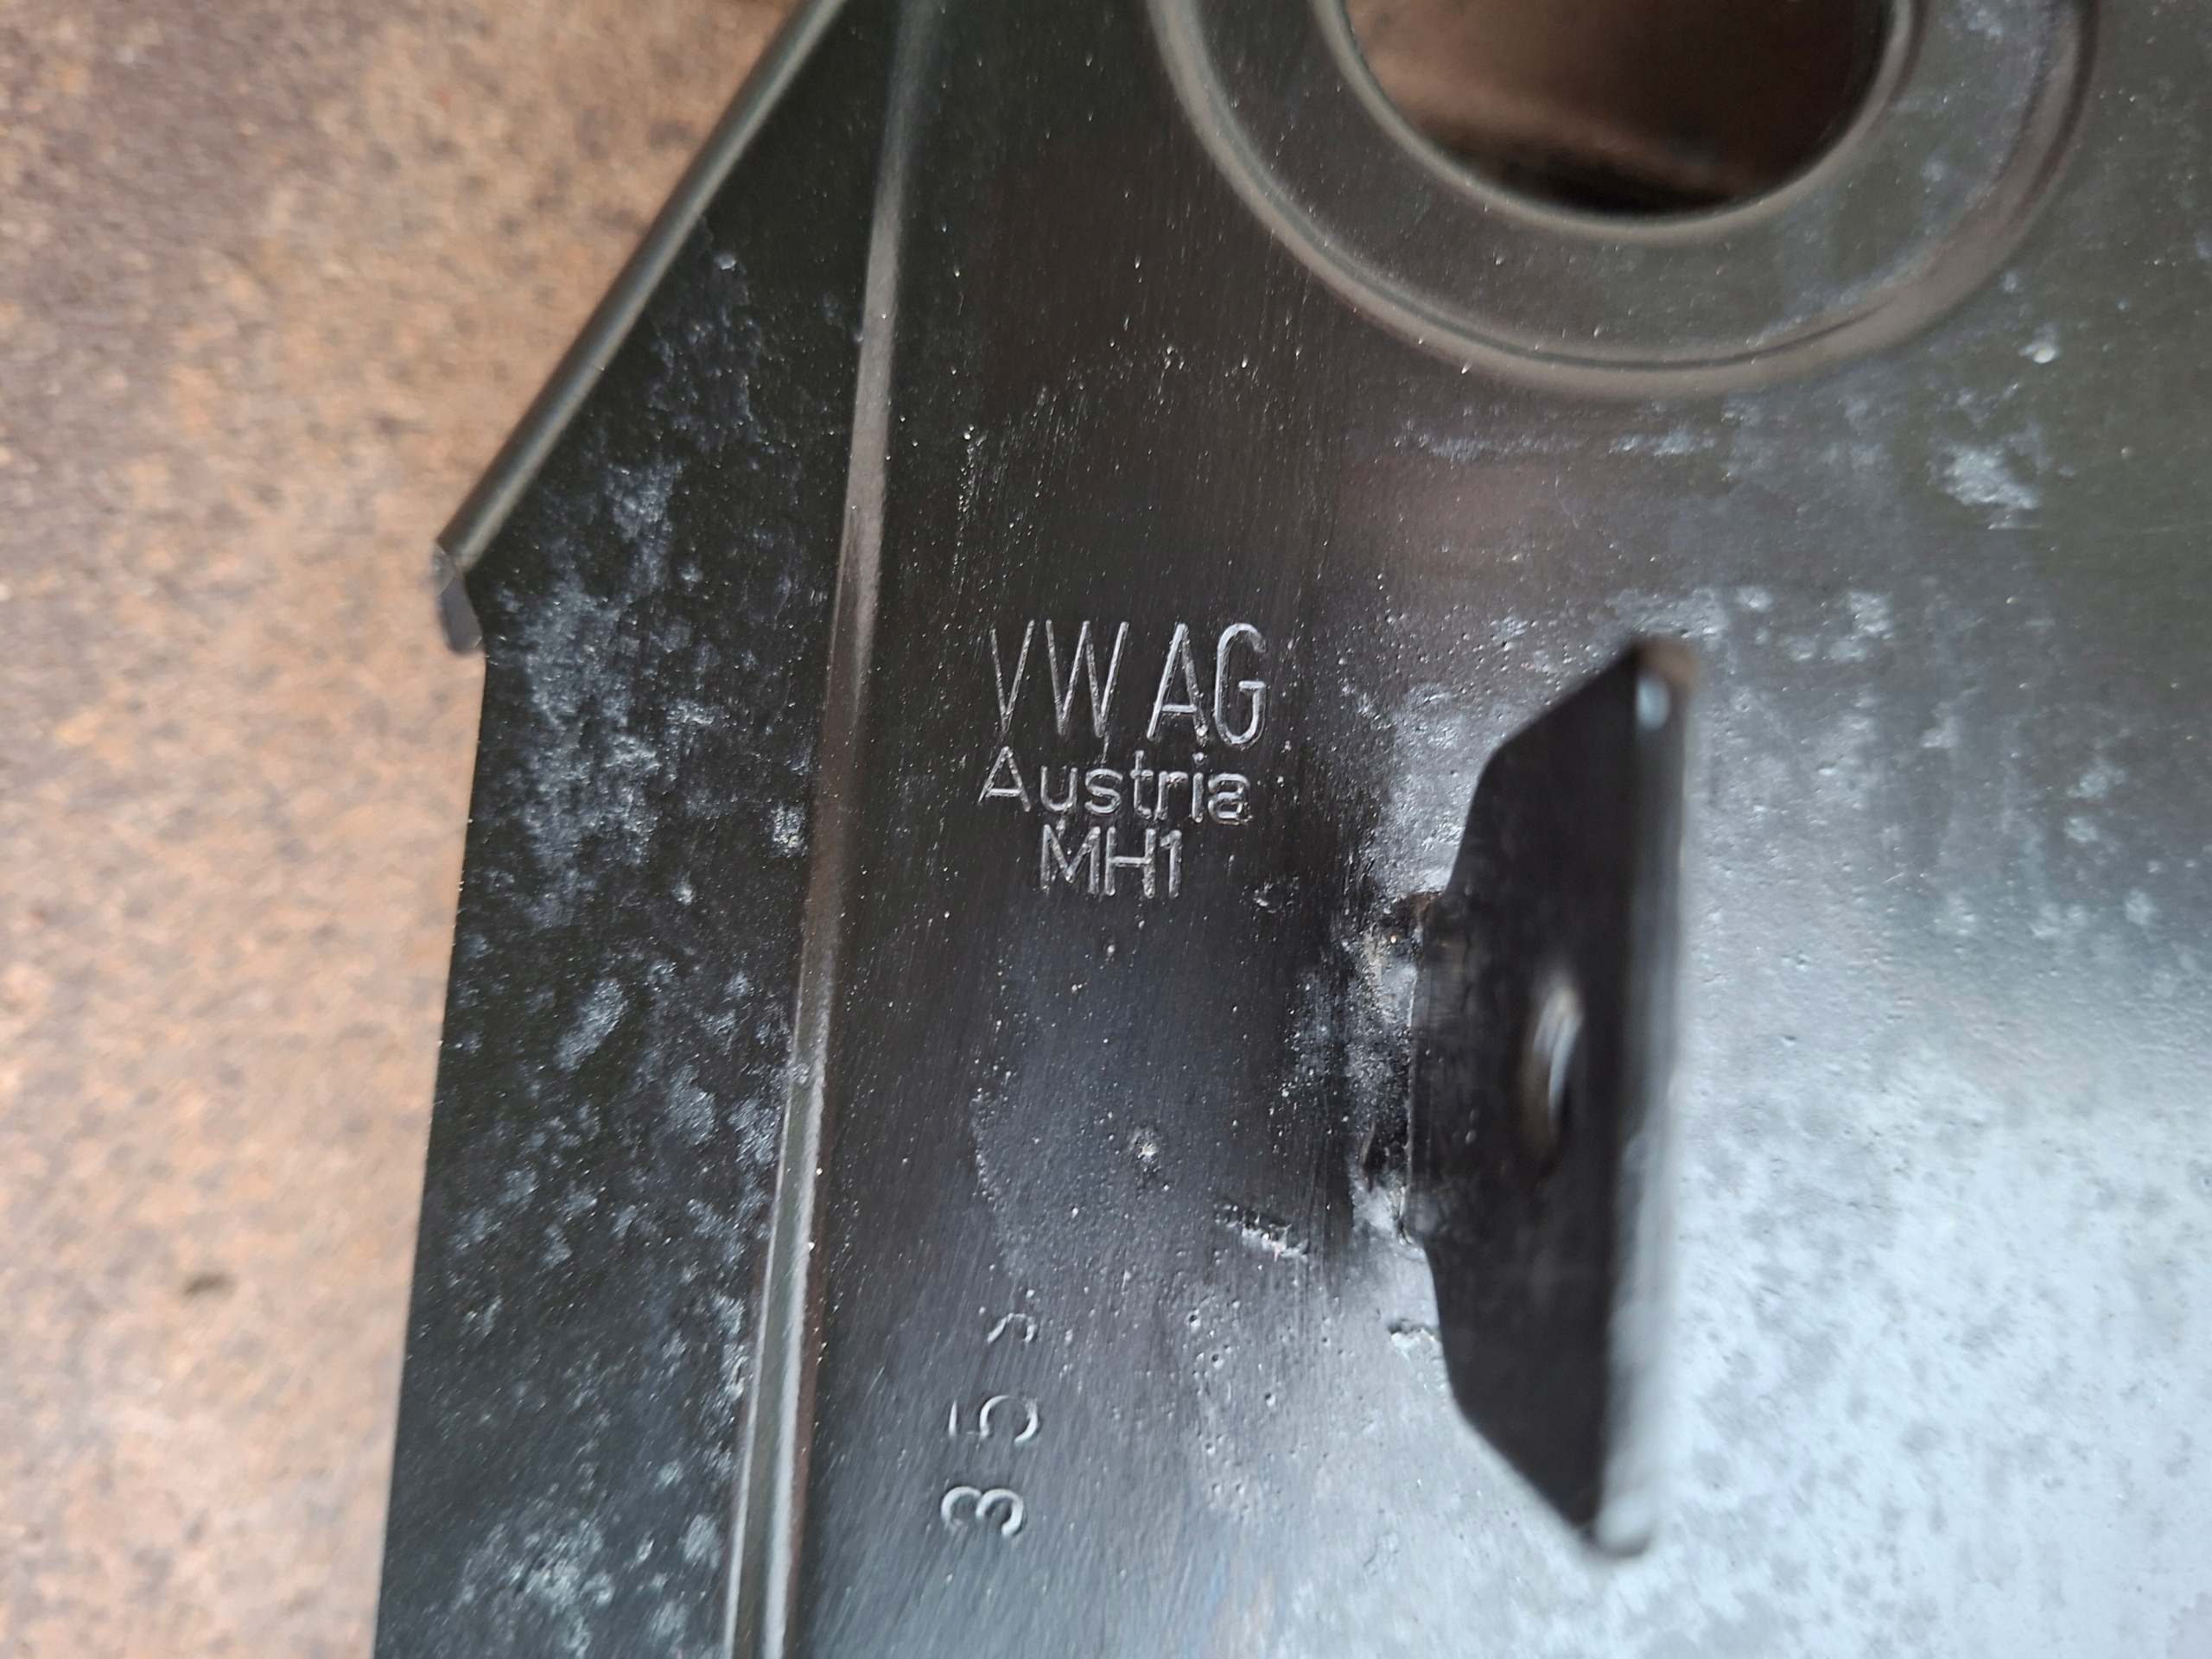 VW AG
Austria
MH1
35